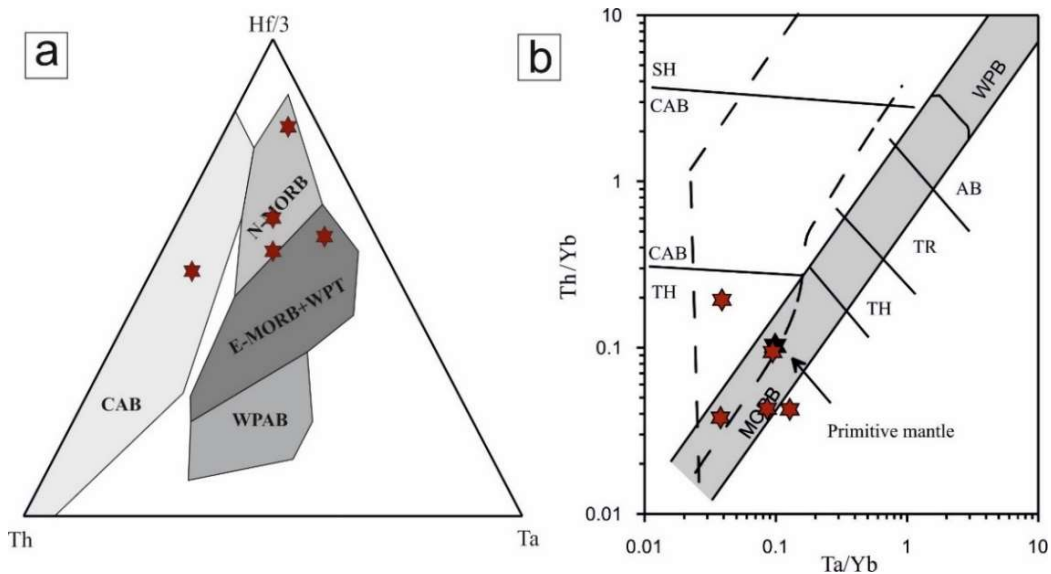 a
Hf/3
N-MORB
E-MORB+WPT
CAB
WPAB
Th
Ta
b
10
1
0.1
0.01
Th/Yb
SH
CAB
CAB
TH
WPB
AB
TR
TH
MORB
Primitive mantle
0.01
0.1
1
10
Ta/Yb